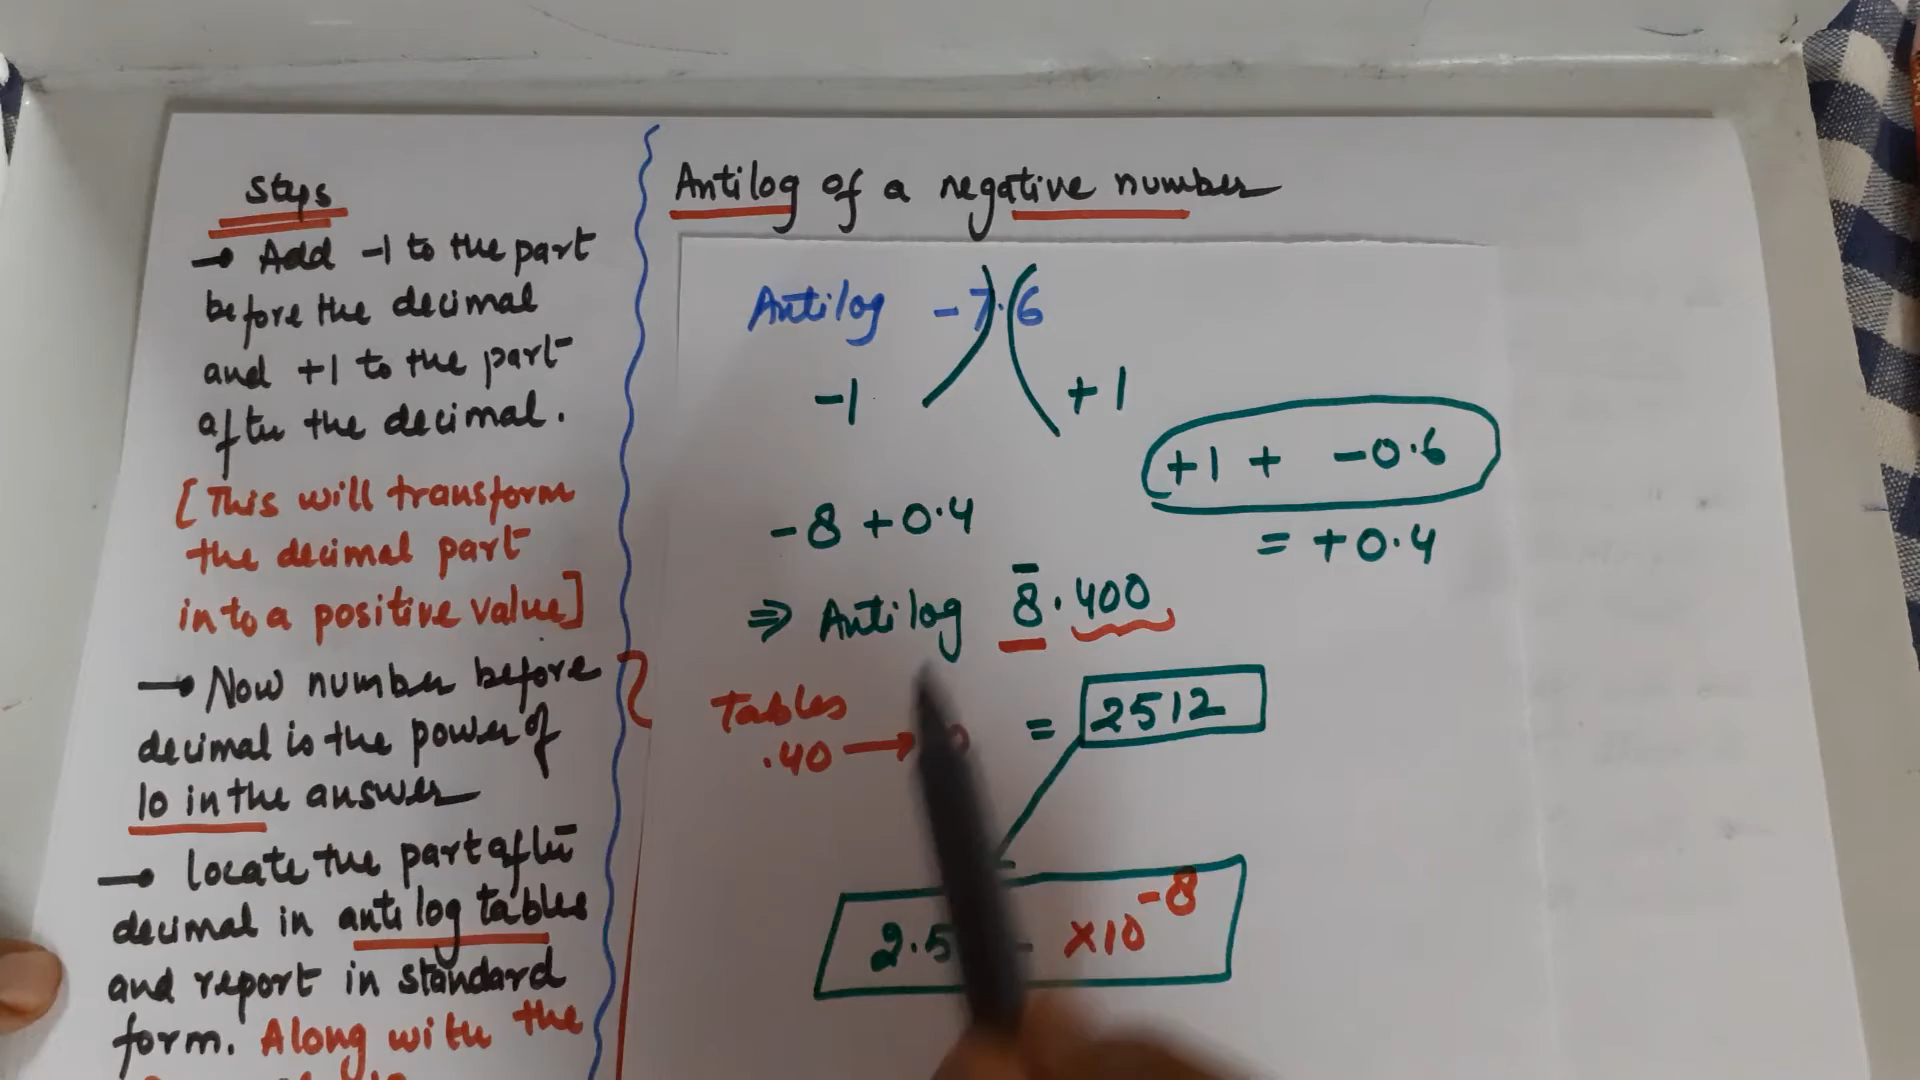 Steps
→ Add -1 to the part
before the decimal
and +1 to the part
after the decimal.
[This will transform
the decimal part
into a positive value]
→ Now number before
decimal is the power of
10 in the answer
→ Locate the part after
decimal in antilog tables
and report in standard
form. Along with the
Antilog of a negative number
Antilog -7.6
-1 +1
+1 + -0.6
= +0.4
-8 +0.4
⇒ Antilog 8̅.400
Tables
.40 →
= 2512
2.5 ×10⁻⁸